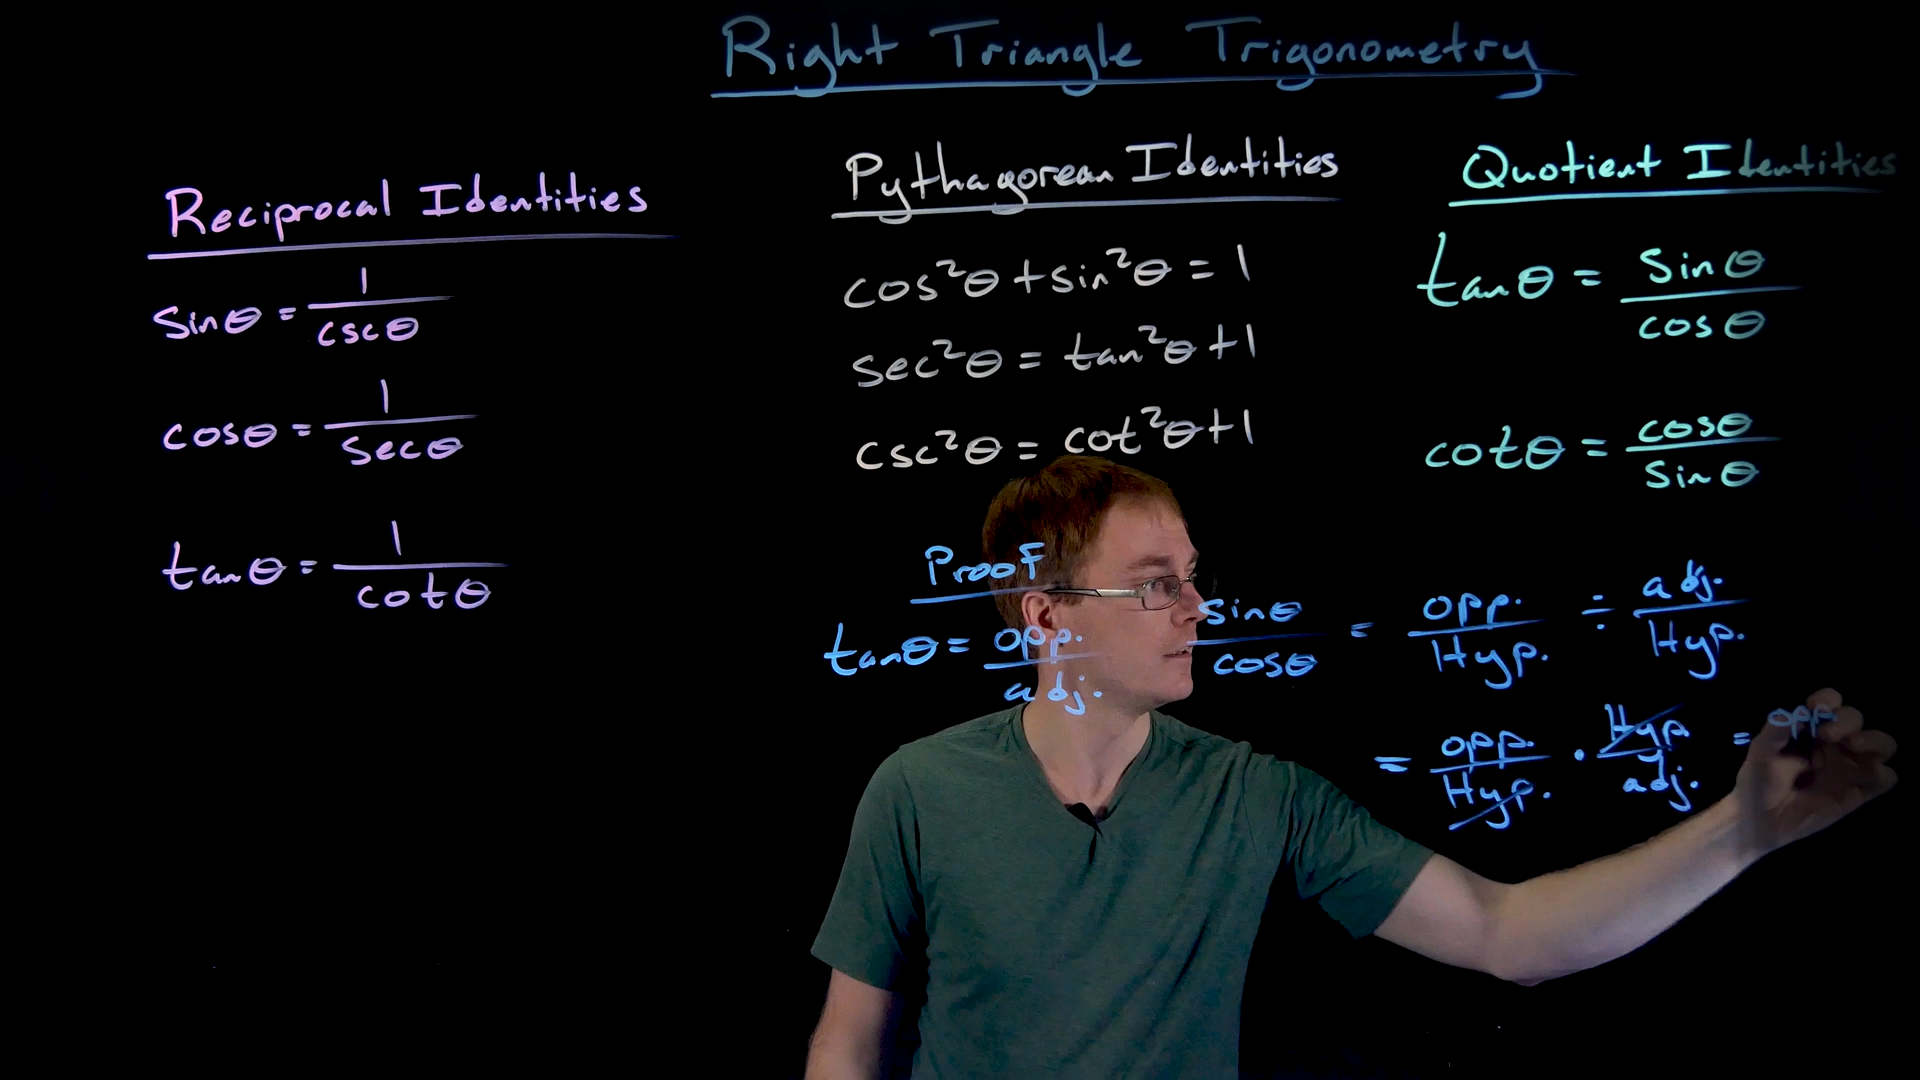 Right Triangle Trigonometry
Reciprocal Identities
sinθ = 1/cscθ
cosθ = 1/secθ
tanθ = 1/cotθ
Pythagorean Identities
cos²θ + sin²θ = 1
sec²θ = tan²θ + 1
csc²θ = cot²θ + 1
Quotient Identities
tanθ = sinθ/cosθ
cotθ = cosθ/sinθ
Proof
tanθ = opp./adj.
sinθ/cosθ = opp./Hyp. ÷ adj./Hyp.
= opp./Hyp. · Hyp./adj. = opp